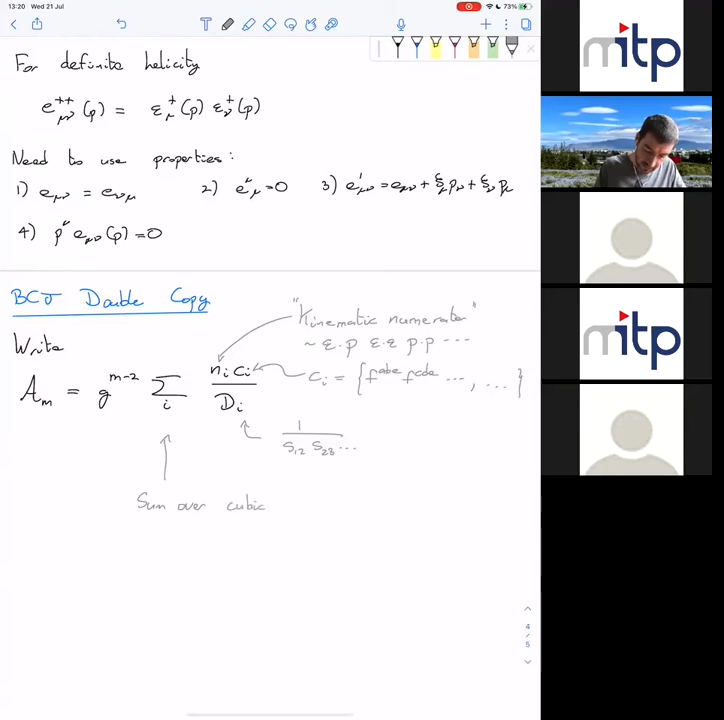 13:20 Wed 21 Jul
73%
For definite helicity
e^{++}_{μν}(p) = ε^+_μ(p) ε^+_ν(p)
Need to use properties:
1) e_{μν} = e_{νμ} 2) e^μ_μ = 0 3) e'_{μν} = e_{μν} + ξ_μ p_ν + ξ_ν p_μ
4) p^μ e_{μν}(p) = 0
BCJ Double Copy
"Kinematic numerator"
~ ε·p ε·ε p·p ...
Write
A_m = g^{m-2} Σ_i n_i c_i / D_i
c_i = {f^{abe} f^{cde} ..., ...}
1 / S_{12} S_{23} ...
Sum over cubic
4
/
5
mitp
mitp